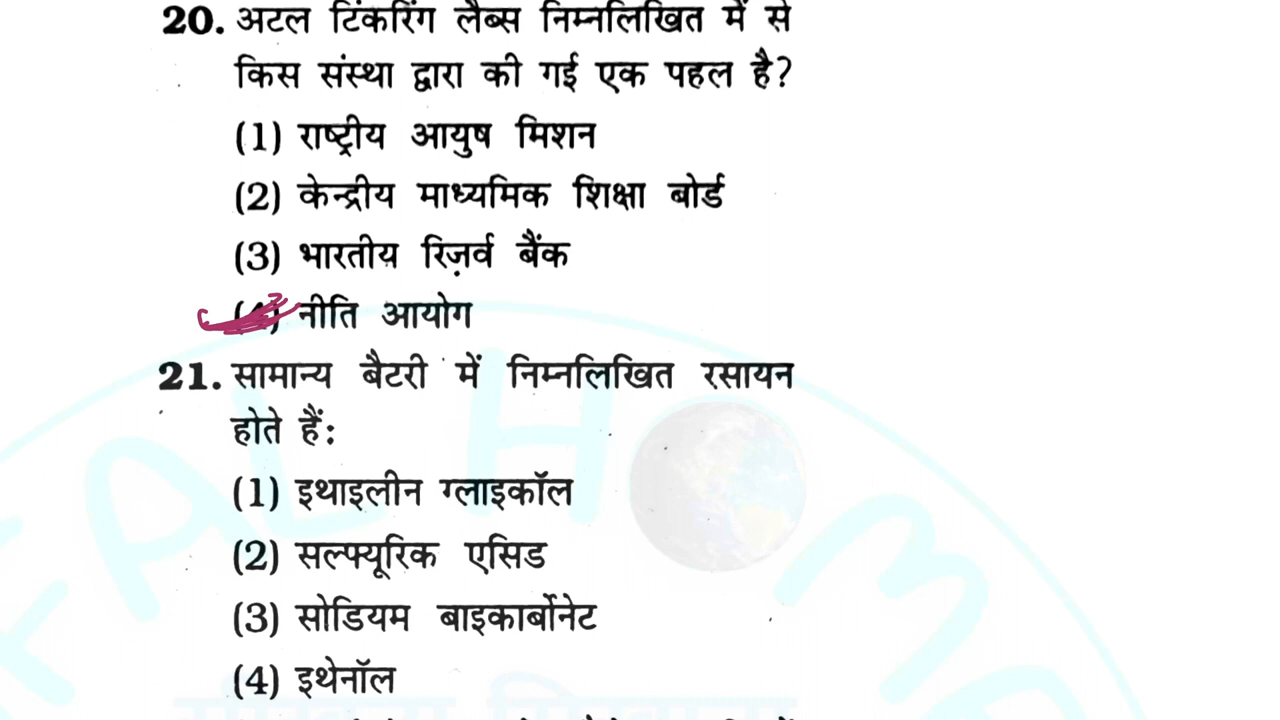 20. अटल टिंकरिंग लैब्स निम्नलिखित में से
किस संस्था द्वारा की गई एक पहल है?
(1) राष्ट्रीय आयुष मिशन
(2) केन्द्रीय माध्यमिक शिक्षा बोर्ड
(3) भारतीय रिज़र्व बैंक
(4) नीति आयोग
21. सामान्य बैटरी में निम्नलिखित रसायन
होते हैं:
(1) इथाइलीन ग्लाइकॉल
(2) सल्फ्यूरिक एसिड
(3) सोडियम बाइकार्बोनेट
(4) इथेनॉल